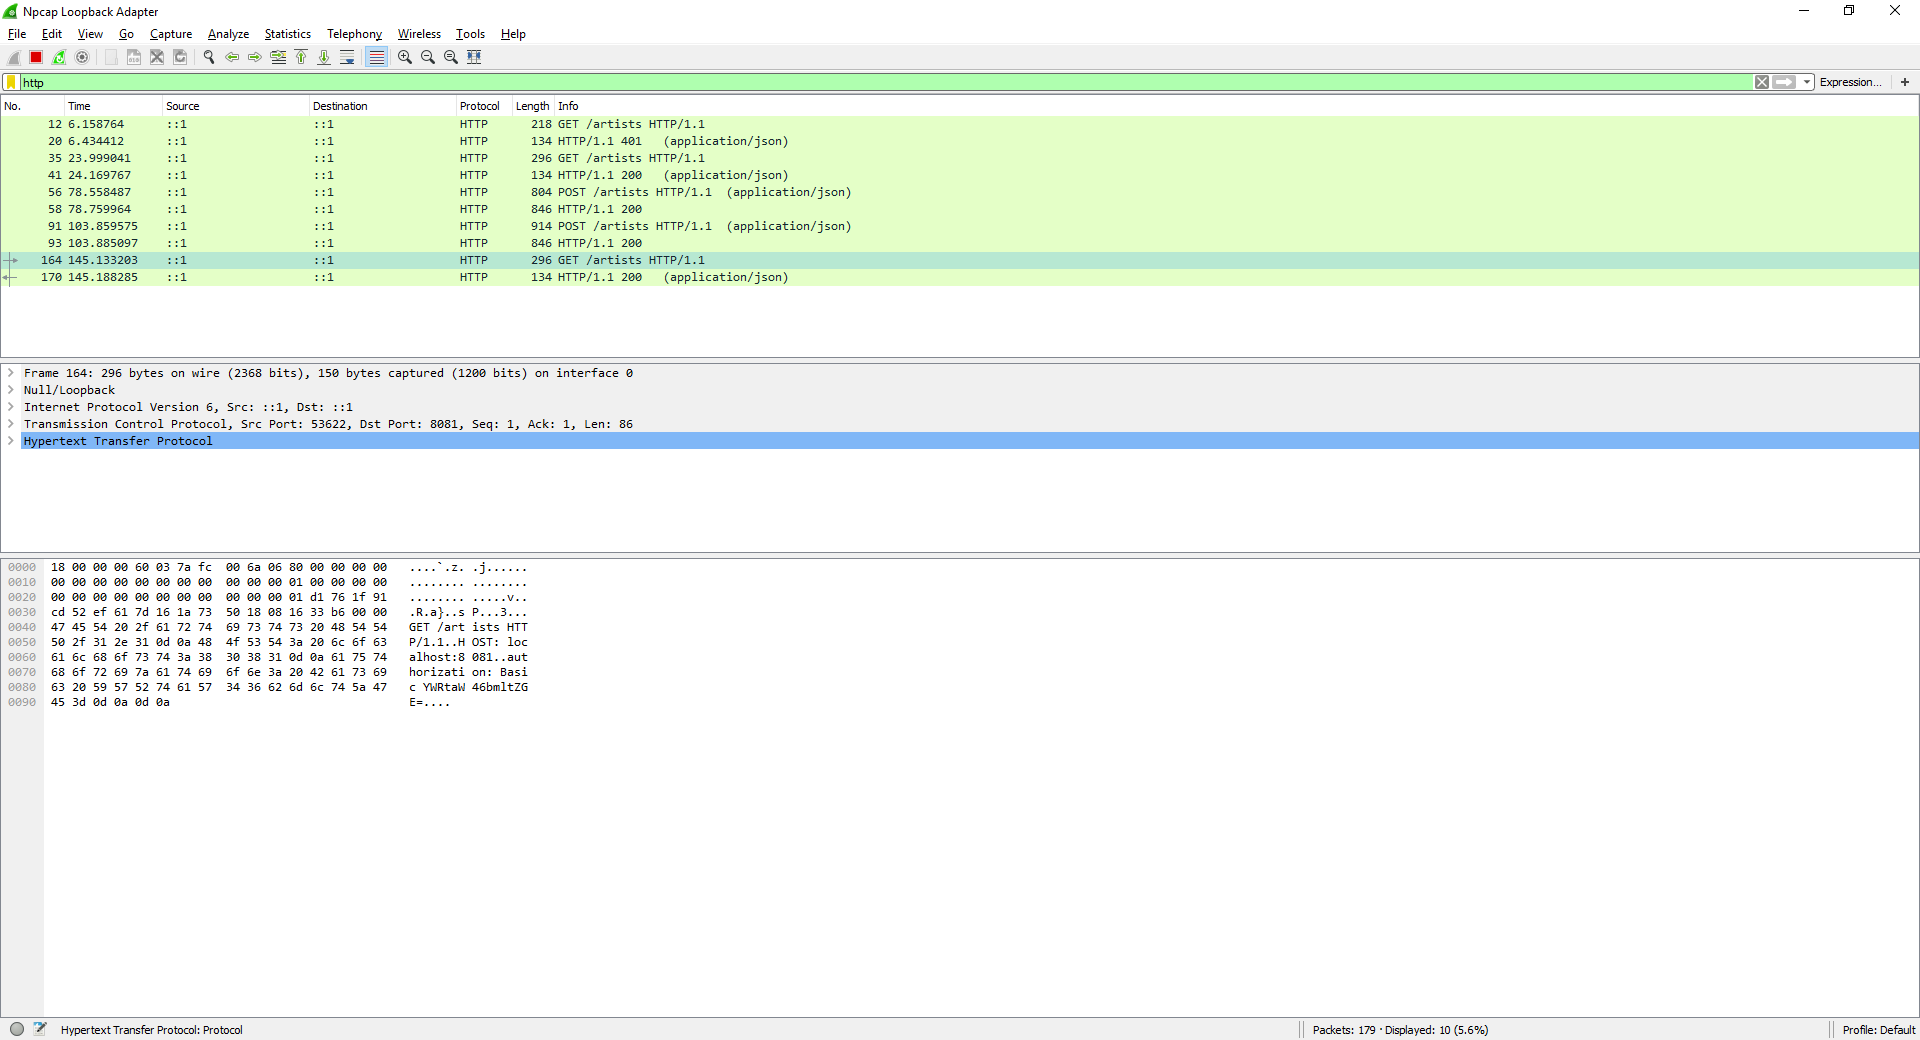 Npcap Loopback Adapter
File Edit View Go Capture Analyze Statistics Telephony Wireless Tools Help
http Expression... +
No. Time Source Destination Protocol Length Info
12 6.158764 ::1 ::1 HTTP 218 GET /artists HTTP/1.1
20 6.434412 ::1 ::1 HTTP 134 HTTP/1.1 401 (application/json)
35 23.999041 ::1 ::1 HTTP 296 GET /artists HTTP/1.1
41 24.169767 ::1 ::1 HTTP 134 HTTP/1.1 200 (application/json)
56 78.558487 ::1 ::1 HTTP 804 POST /artists HTTP/1.1 (application/json)
58 78.759964 ::1 ::1 HTTP 846 HTTP/1.1 200
91 103.859575 ::1 ::1 HTTP 914 POST /artists HTTP/1.1 (application/json)
93 103.885097 ::1 ::1 HTTP 846 HTTP/1.1 200
164 145.133203 ::1 ::1 HTTP 296 GET /artists HTTP/1.1
170 145.188285 ::1 ::1 HTTP 134 HTTP/1.1 200 (application/json)
Frame 164: 296 bytes on wire (2368 bits), 150 bytes captured (1200 bits) on interface 0
Null/Loopback
Internet Protocol Version 6, Src: ::1, Dst: ::1
Transmission Control Protocol, Src Port: 53622, Dst Port: 8081, Seq: 1, Ack: 1, Len: 86
Hypertext Transfer Protocol
0000 18 00 00 00 60 03 7a fc 00 6a 06 80 00 00 00 00 ....`.z. .j......
0010 00 00 00 00 00 00 00 00 00 00 00 01 00 00 00 00 ........ ........
0020 00 00 00 00 00 00 00 00 00 00 00 01 d1 76 1f 91 ........ .....v..
0030 cd 52 ef 61 7d 16 1a 73 50 18 08 16 33 b6 00 00 .R.a}..s P...3...
0040 47 45 54 20 2f 61 72 74 69 73 74 73 20 48 54 54 GET /art ists HTT
0050 50 2f 31 2e 31 0d 0a 48 4f 53 54 3a 20 6c 6f 63 P/1.1..H OST: loc
0060 61 6c 68 6f 73 74 3a 38 30 38 31 0d 0a 61 75 74 alhost:8 081..aut
0070 68 6f 72 69 7a 61 74 69 6f 6e 3a 20 42 61 73 69 horizati on: Basi
0080 63 20 59 57 52 74 61 57 34 36 62 6d 6c 74 5a 47 c YWRtaW 46bmltZG
0090 45 3d 0d 0a 0d 0a E=....
Hypertext Transfer Protocol: Protocol Packets: 179 · Displayed: 10 (5.6%) Profile: Default